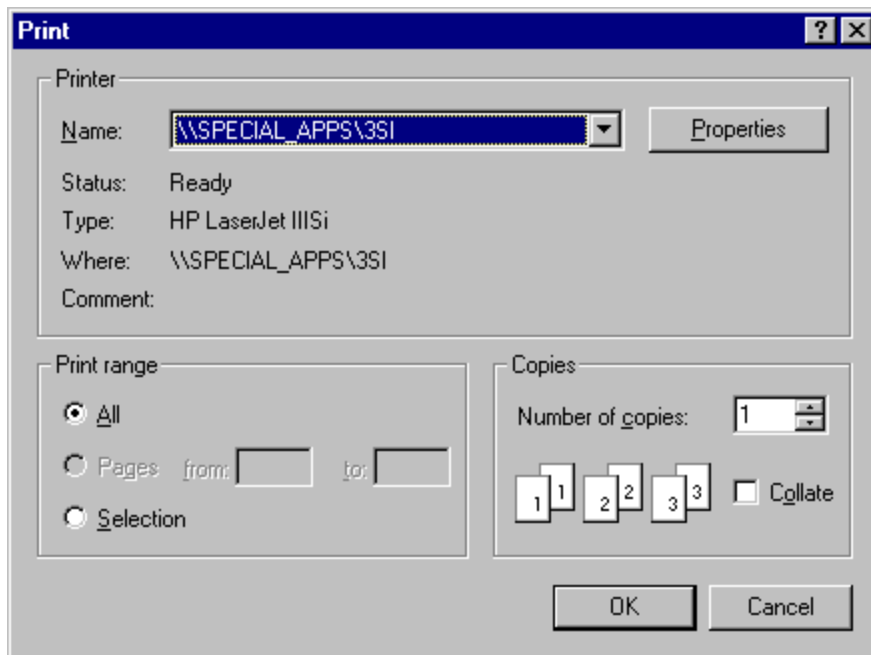 Print
Printer
Name: \\SPECIAL_APPS\3SI Properties
Status: Ready
Type: HP LaserJet IIISi
Where: \\SPECIAL_APPS\3SI
Comment:
Print range
All
Pages from: to:
Selection
Copies
Number of copies: 1
1 1 2 2 3 3 Collate
OK Cancel